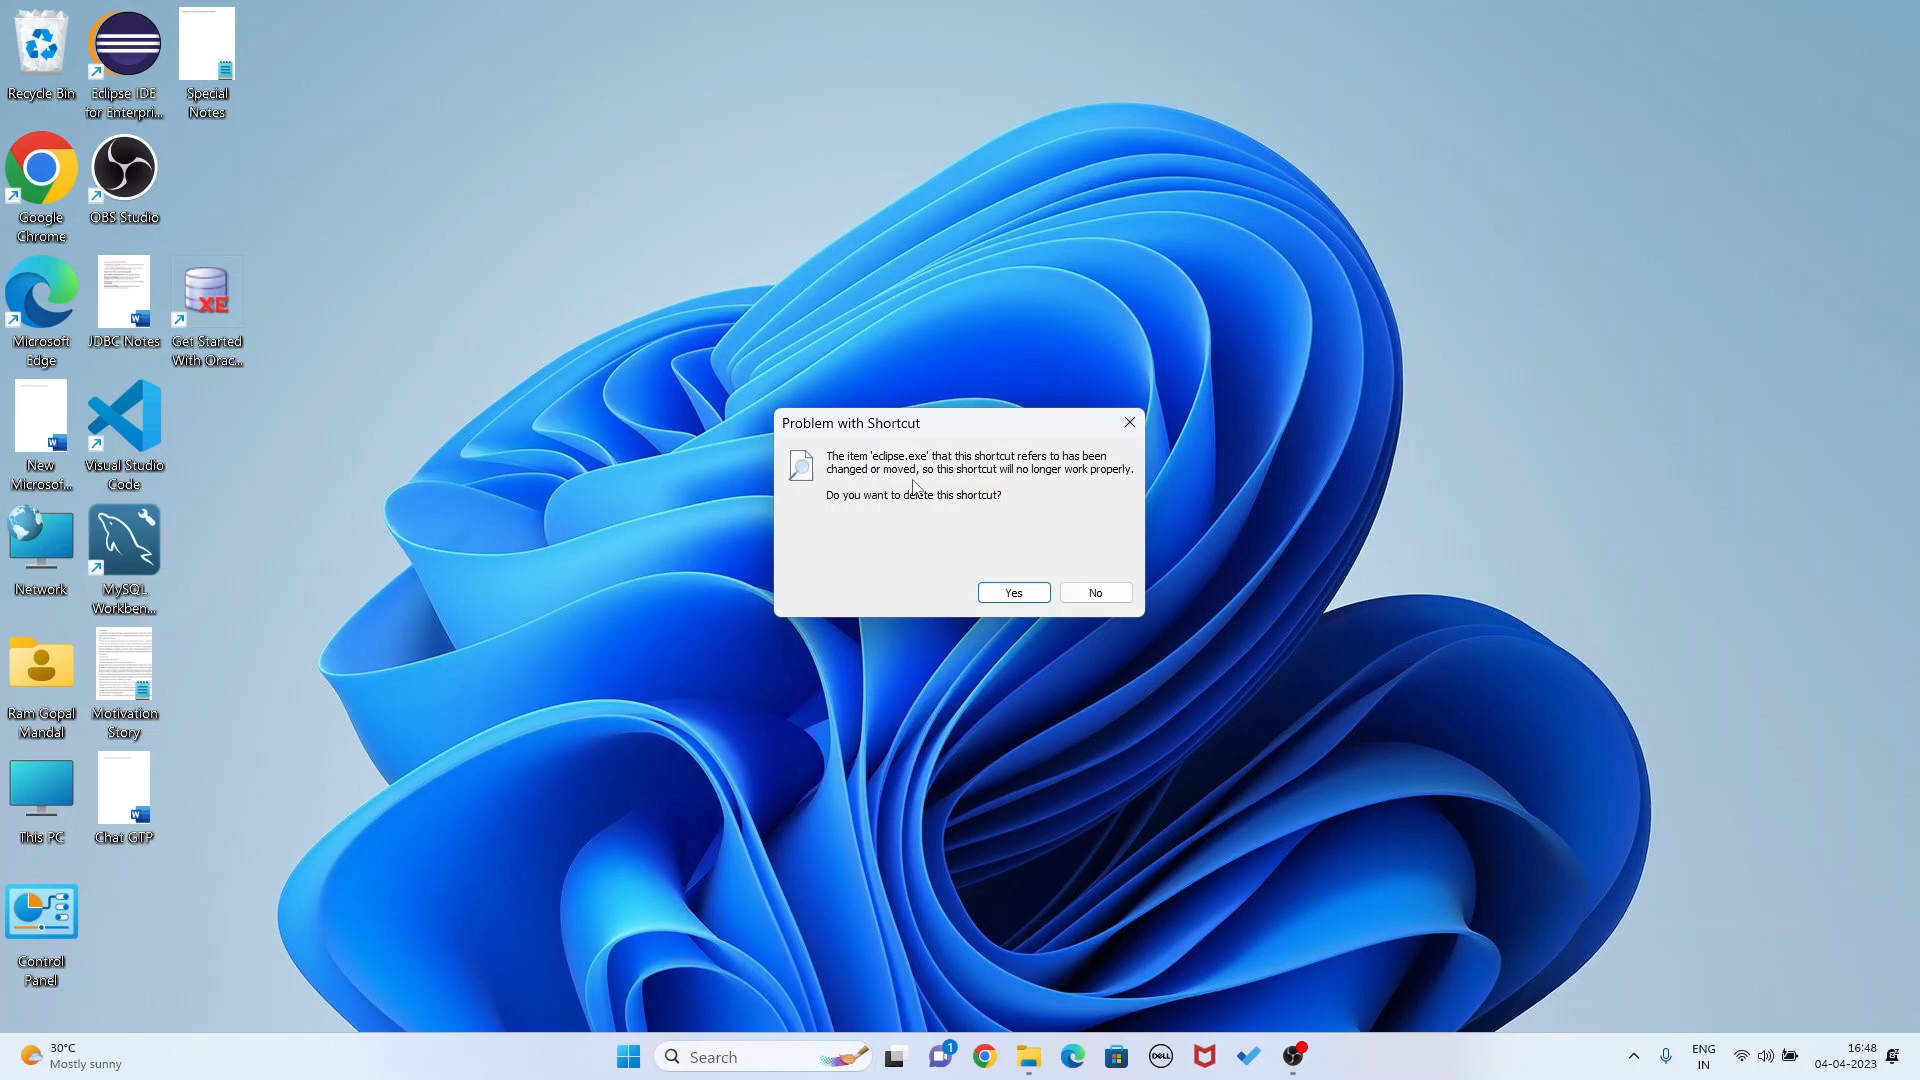 Recycle Bin
Eclipse IDE
for Enterpri...
Special
Notes
Google
Chrome
OBS Studio
Microsoft
Edge
JDBC Notes
XE
Get Started
With Orac...
New
Microsof...
Visual Studio
Code
Network
MySQL
Workben...
Ram Gopal
Mandal
Motivation
Story
This PC
Chat GTP
Control
Panel
Problem with Shortcut
The item 'eclipse.exe' that this shortcut refers to has been
changed or moved, so this shortcut will no longer work properly.
Do you want to delete this shortcut?
Yes
No
30°C
Mostly sunny
Search
1
DELL
ENG
IN
16:48
04-04-2023